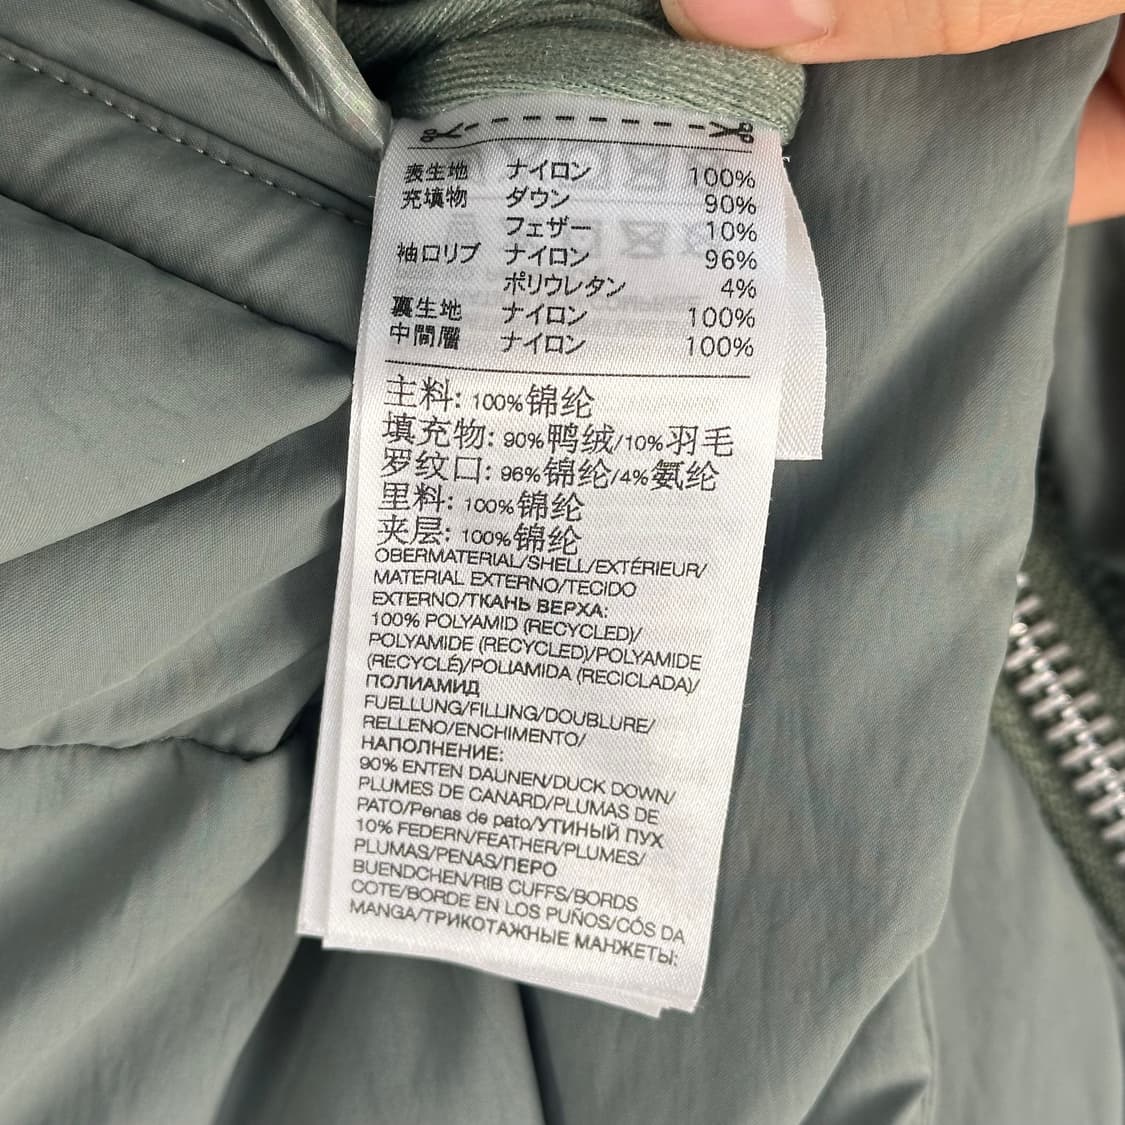 表生地 ナイロン 100%
充填物 ダウン 90%
フェザー 10%
袖口リブ ナイロン 96%
ポリウレタン 4%
裏生地 ナイロン 100%
中間層 ナイロン 100%
主料: 100%锦纶
填充物: 90%鸭绒/10%羽毛
罗纹口: 96%锦纶/4%氨纶
里料: 100%锦纶
夹层: 100%锦纶
OBERMATERIAL/SHELL/EXTÉRIEUR/
MATERIAL EXTERNO/TECIDO
EXTERNO/ТКАНЬ ВЕРХА:
100% POLYAMID (RECYCLED)/
POLYAMIDE (RECYCLED)/POLYAMIDE
(RECYCLÉ)/POLIAMIDA (RECICLADA)/
ПОЛИАМИД
FUELLUNG/FILLING/DOUBLURE/
RELLENO/ENCHIMENTO/
НАПОЛНЕНИЕ:
90% ENTEN DAUNEN/DUCK DOWN/
PLUMES DE CANARD/PLUMAS DE
PATO/Penas de pato/УТИНЫЙ ПУХ
10% FEDERN/FEATHER/PLUMES/
PLUMAS/PENAS/ПЕРО
BUENDCHEN/RIB CUFFS/BORDS
COTE/BORDE EN LOS PUÑOS/CÓS DA
MANGA/ТРИКОТАЖНЫЕ МАНЖЕТЫ: